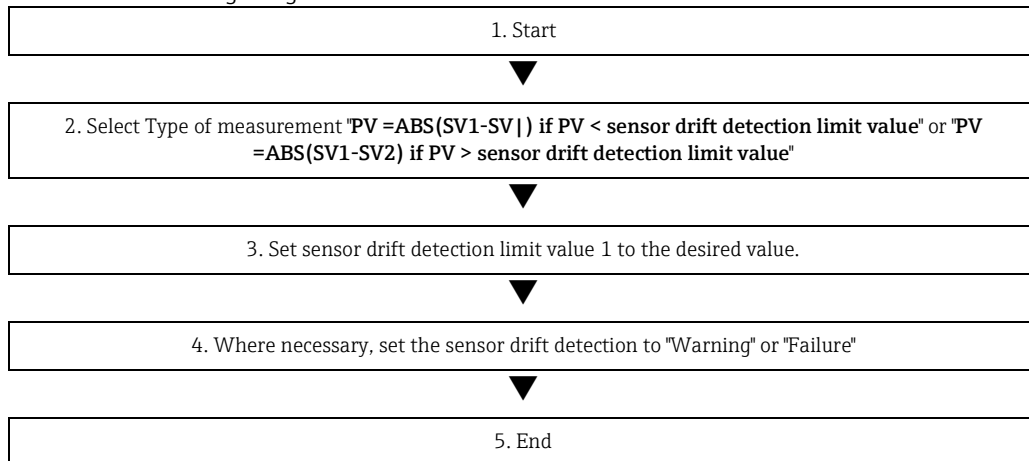 1. Start
2. Select Type of measurement "PV =ABS(SV1-SV|) if PV < sensor drift detection limit value" or "PV
=ABS(SV1-SV2) if PV > sensor drift detection limit value"
3. Set sensor drift detection limit value 1 to the desired value.
4. Where necessary, set the sensor drift detection to "Warning" or "Failure"
5. End